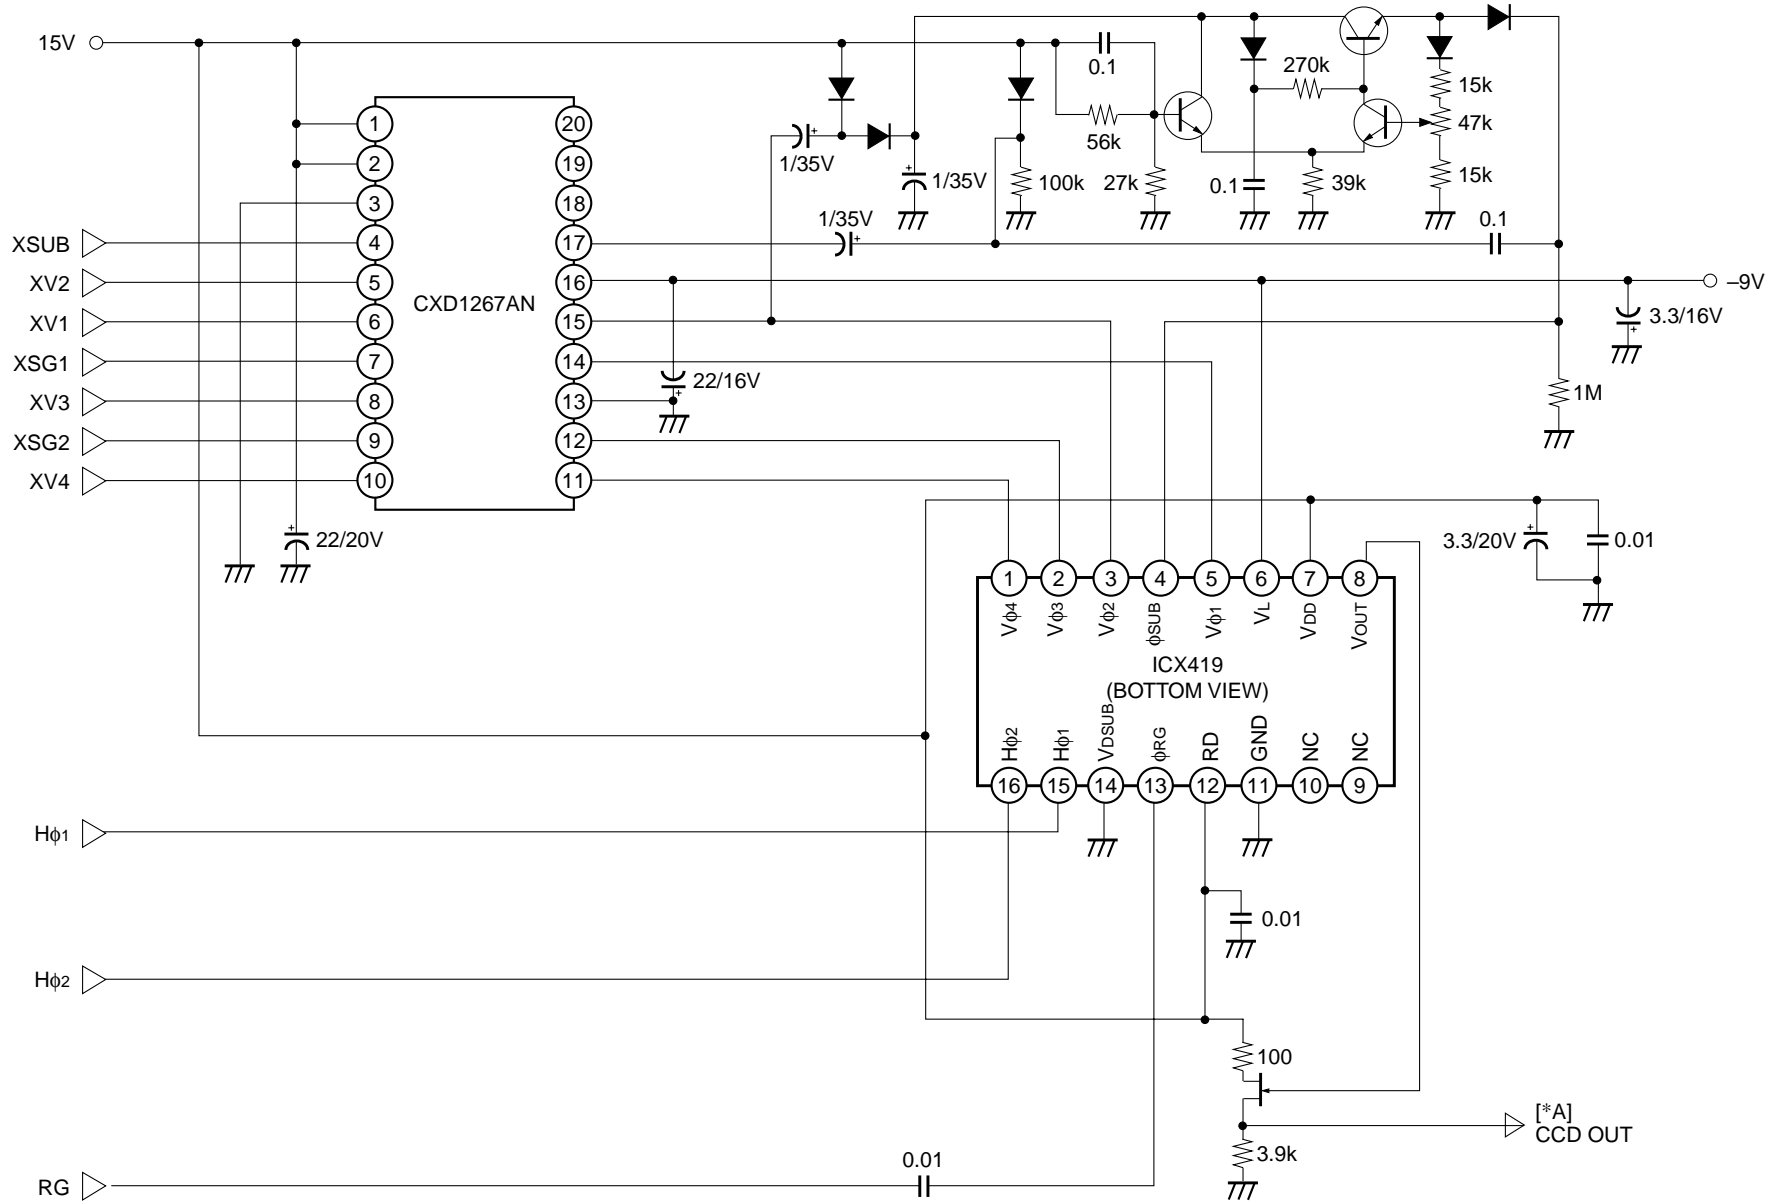 15V
0.1
270k
15k
56k
47k
1/35V
1/35V
100k
27k
0.1
39k
15k
1/35V
0.1
1
2
3
4
5
6
7
8
9
10
20
19
18
17
16
15
14
13
12
11
CXD1267AN
XSUB
XV2
XV1
XSG1
XV3
XSG2
XV4
–9V
3.3/16V
22/16V
1M
22/20V
3.3/20V
0.01
1
2
3
4
5
6
7
8
Vϕ4
Vϕ3
Vϕ2
ϕSUB
Vϕ1
VL
VDD
VOUT
ICX419
(BOTTOM VIEW)
Hϕ2
Hϕ1
VDSUB
ϕRG
RD
GND
NC
NC
16
15
14
13
12
11
10
9
Hϕ1
0.01
Hϕ2
100
[*A]
CCD OUT
3.9k
0.01
RG